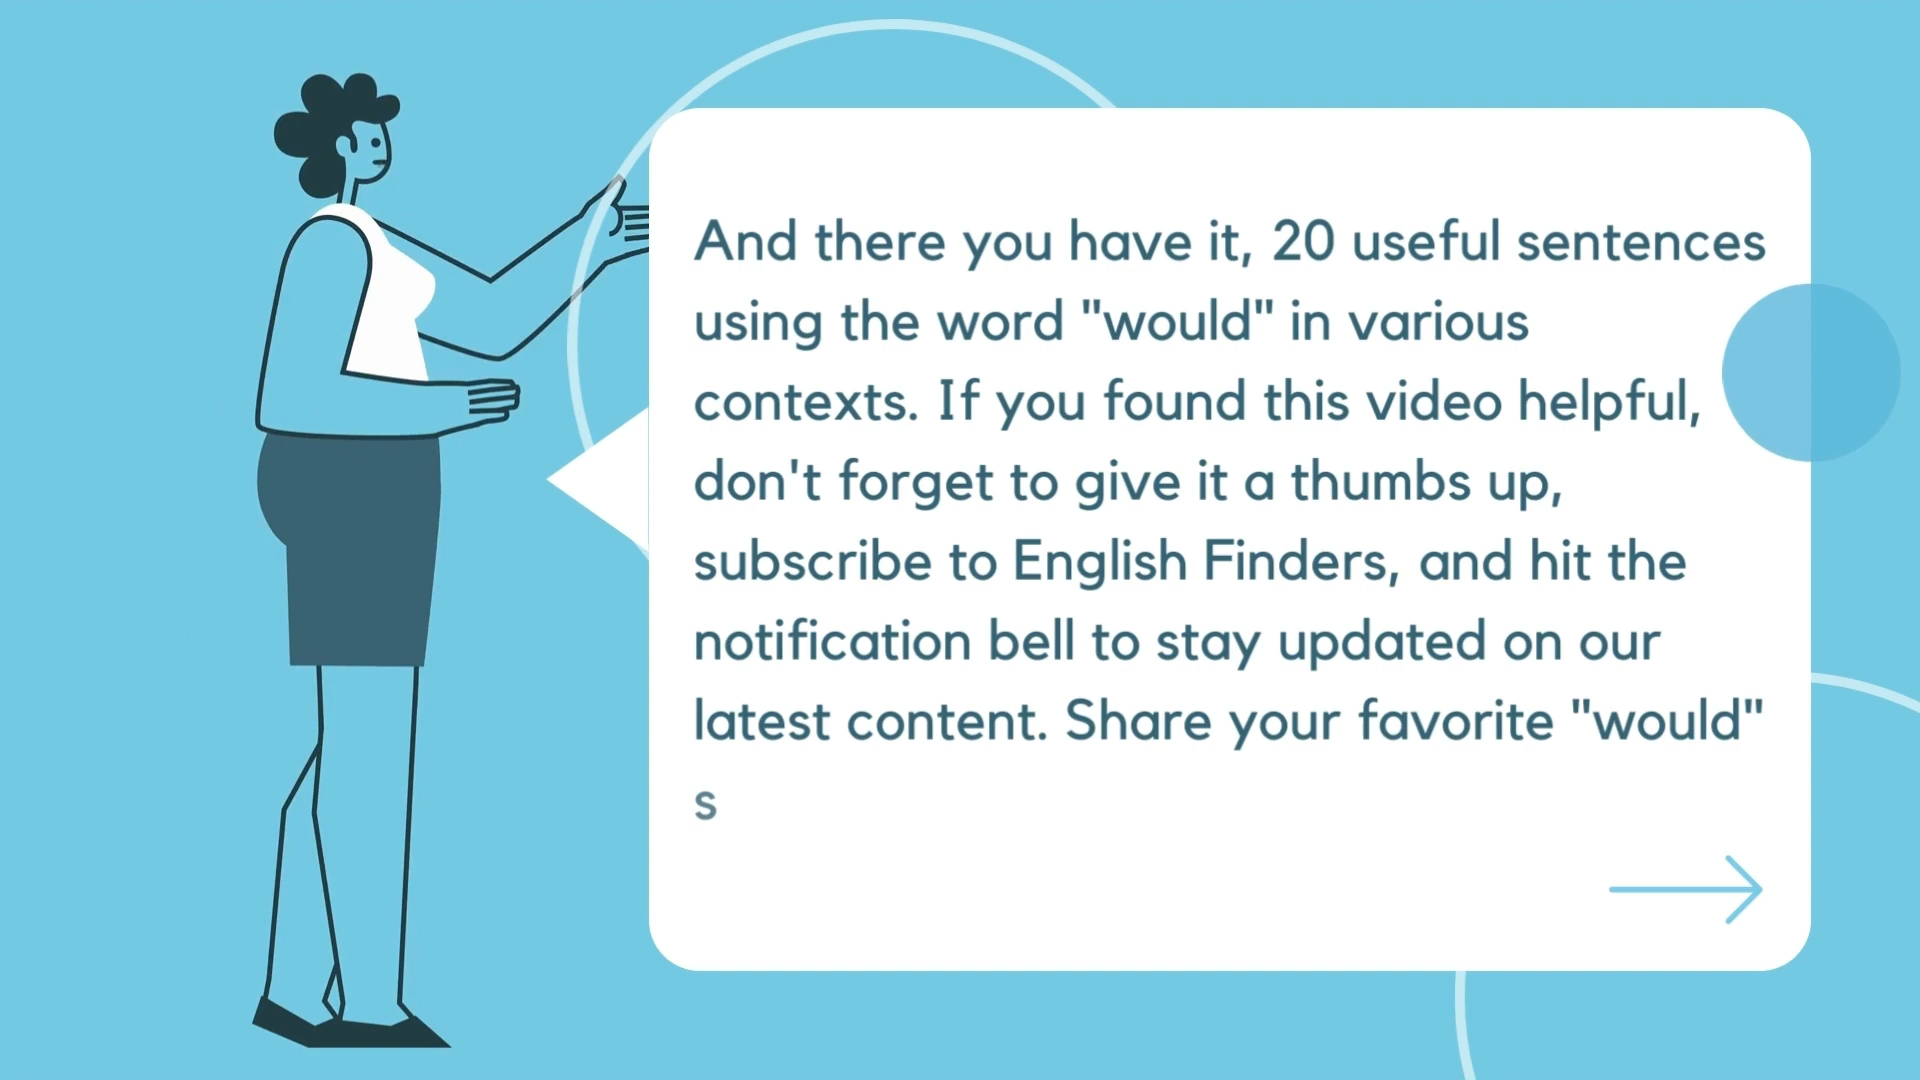 And there you have it, 20 useful sentences
using the word "would" in various
contexts. If you found this video helpful,
don't forget to give it a thumbs up,
subscribe to English Finders, and hit the
notification bell to stay updated on our
latest content. Share your favorite "would"
s